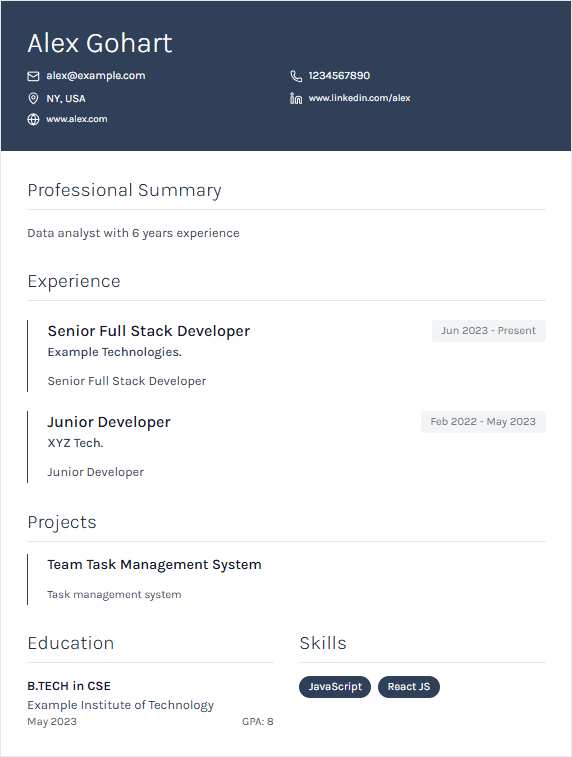 Alex Gohart
alex@example.com
1234567890
NY, USA
www.linkedin.com/alex
www.alex.com
Professional Summary
Data analyst with 6 years experience
Experience
Senior Full Stack Developer
Jun 2023 - Present
Example Technologies.
Senior Full Stack Developer
Junior Developer
Feb 2022 - May 2023
XYZ Tech.
Junior Developer
Projects
Team Task Management System
Task management system
Education
B.TECH in CSE
Example Institute of Technology
May 2023
GPA: 8
Skills
JavaScript
React JS